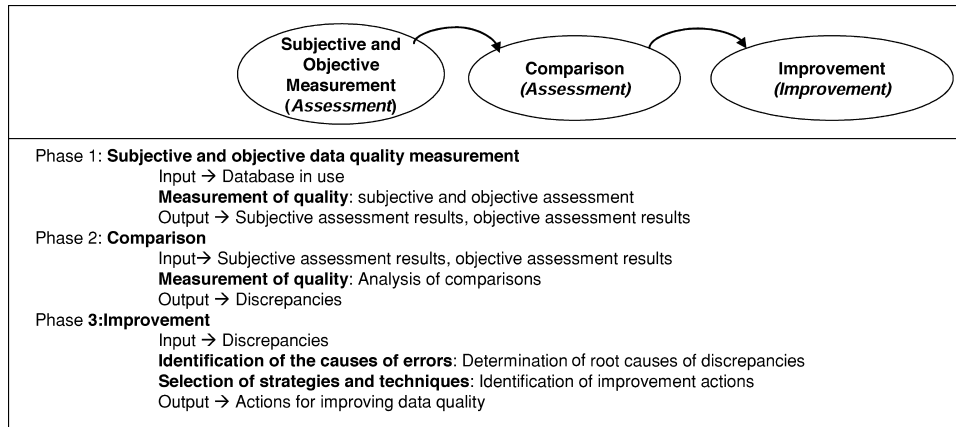 Subjective and
Objective
Measurement
(Assessment)
Comparison
(Assessment)
Improvement
(Improvement)
Phase 1: Subjective and objective data quality measurement
Input → Database in use
Measurement of quality: subjective and objective assessment
Output → Subjective assessment results, objective assessment results
Phase 2: Comparison
Input→ Subjective assessment results, objective assessment results
Measurement of quality: Analysis of comparisons
Output → Discrepancies
Phase 3:Improvement
Input → Discrepancies
Identification of the causes of errors: Determination of root causes of discrepancies
Selection of strategies and techniques: Identification of improvement actions
Output → Actions for improving data quality